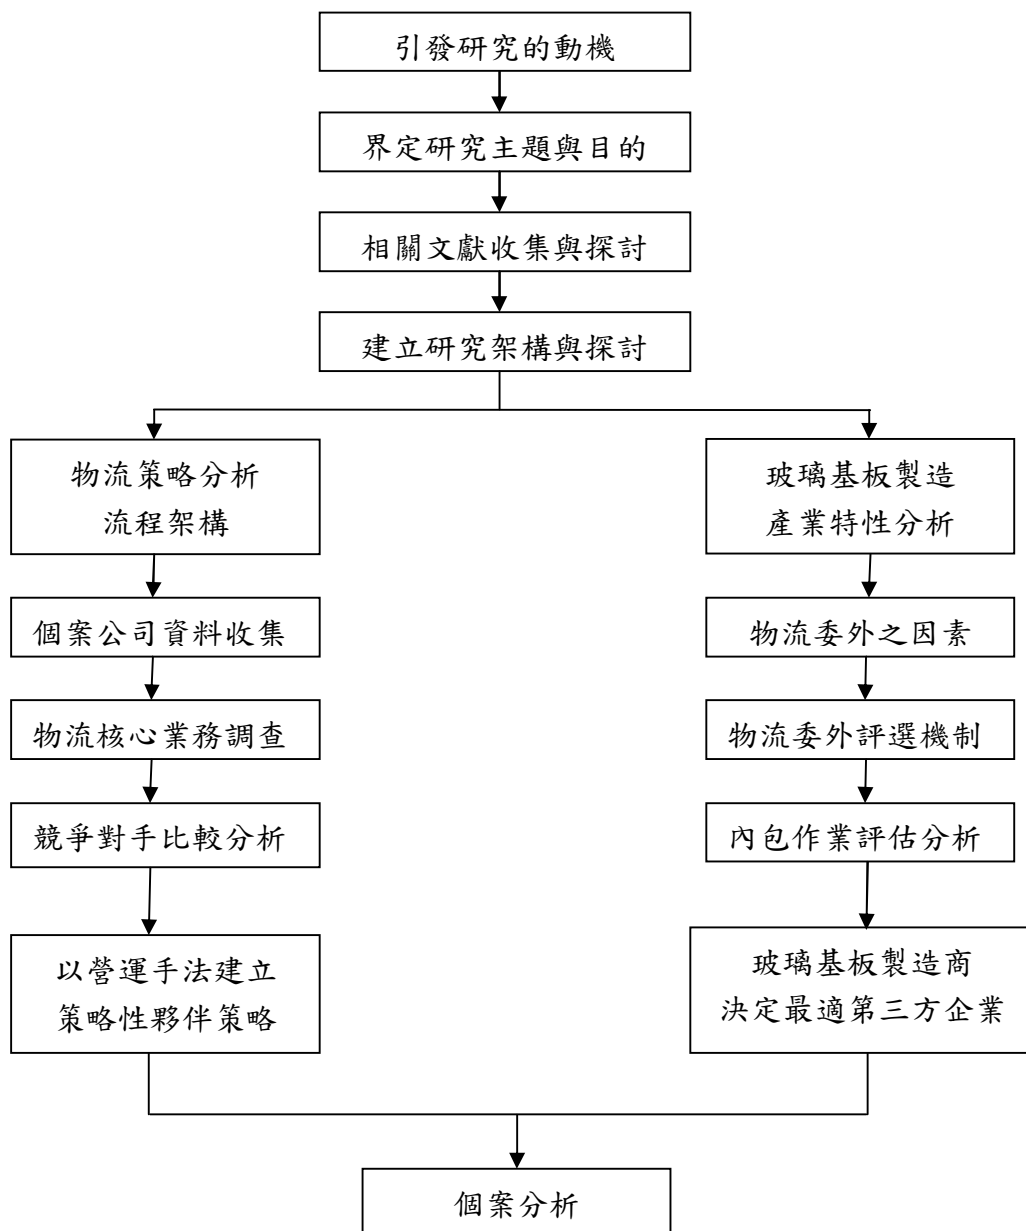 引發研究的動機
界定研究主題與目的
相關文獻收集與探討
建立研究架構與探討
物流策略分析
流程架構
個案公司資料收集
物流核心業務調查
競爭對手比較分析
以營運手法建立
策略性夥伴策略
玻璃基板製造
產業特性分析
物流委外之因素
物流委外評選機制
內包作業評估分析
玻璃基板製造商
決定最適第三方企業
個案分析